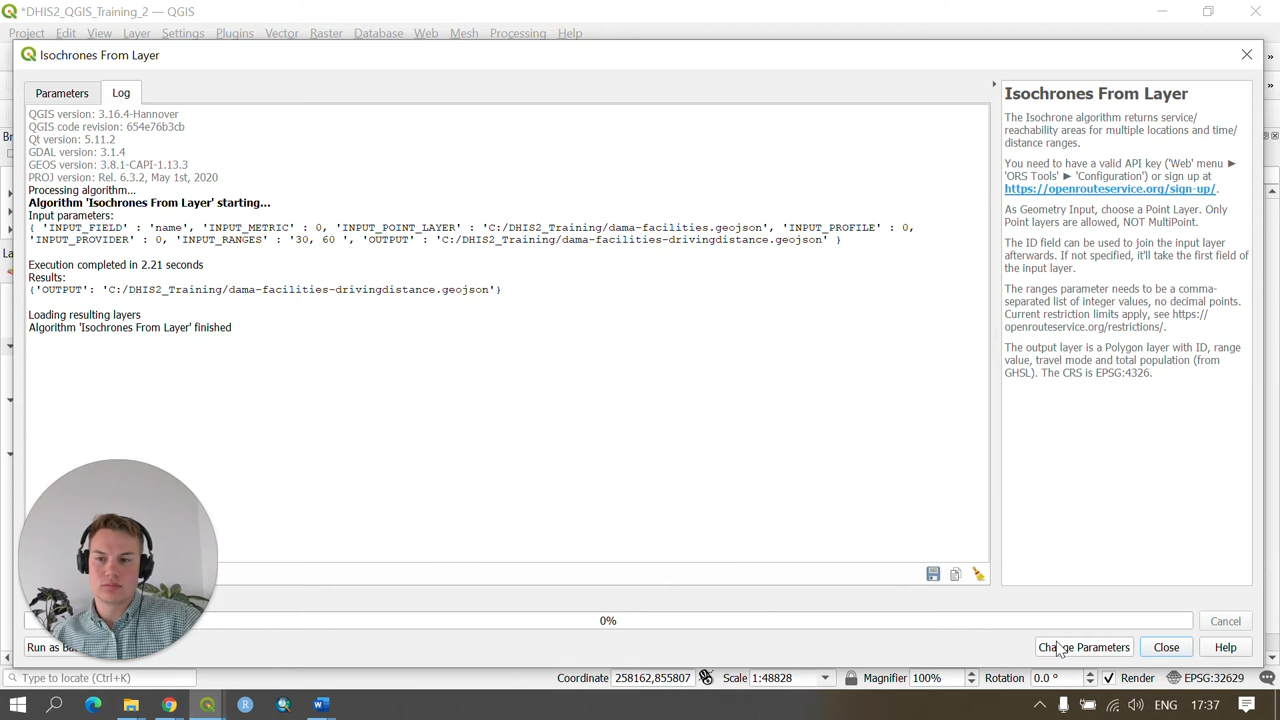 *DHIS2_QGIS_Training_2 — QGIS
Project Edit View Layer Settings Plugins Vector Raster Database Web Mesh Processing Help
Isochrones From Layer
Parameters Log
QGIS version: 3.16.4-Hannover
QGIS code revision: 654e76b3cb
Qt version: 5.11.2
GDAL version: 3.1.4
GEOS version: 3.8.1-CAPI-1.13.3
PROJ version: Rel. 6.3.2, May 1st, 2020
Processing algorithm...
Algorithm 'Isochrones From Layer' starting...
Input parameters:
{ 'INPUT_FIELD' : 'name', 'INPUT_METRIC' : 0, 'INPUT_POINT_LAYER' : 'C:/DHIS2_Training/dama-facilities.geojson', 'INPUT_PROFILE' : 0,
'INPUT_PROVIDER' : 0, 'INPUT_RANGES' : '30, 60 ', 'OUTPUT' : 'C:/DHIS2_Training/dama-facilities-drivingdistance.geojson' }
Execution completed in 2.21 seconds
Results:
{'OUTPUT': 'C:/DHIS2_Training/dama-facilities-drivingdistance.geojson'}
Loading resulting layers
Algorithm 'Isochrones From Layer' finished
Isochrones From Layer
The Isochrone algorithm returns service/
reachability areas for multiple locations and time/
distance ranges.
You need to have a valid API key ('Web' menu ►
'ORS Tools' ► 'Configuration') or sign up at
https://openrouteservice.org/sign-up/.
As Geometry Input, choose a Point Layer. Only
Point layers are allowed, NOT MultiPoint.
The ID field can be used to join the input layer
afterwards. If not specified, it'll take the first field of
the input layer.
The ranges parameter needs to be a comma-
separated list of integer values, no decimal points.
Current restriction limits apply, see https://
openrouteservice.org/restrictions/.
The output layer is a Polygon layer with ID, range
value, travel mode and total population (from
GHSL). The CRS is EPSG:4326.
0%
Cancel
Run as Change Parameters Close Help
Type to locate (Ctrl+K) Coordinate 258162,855807 Scale 1:48828 Magnifier 100% Rotation 0.0 ° Render EPSG:32629
ENG 17:37